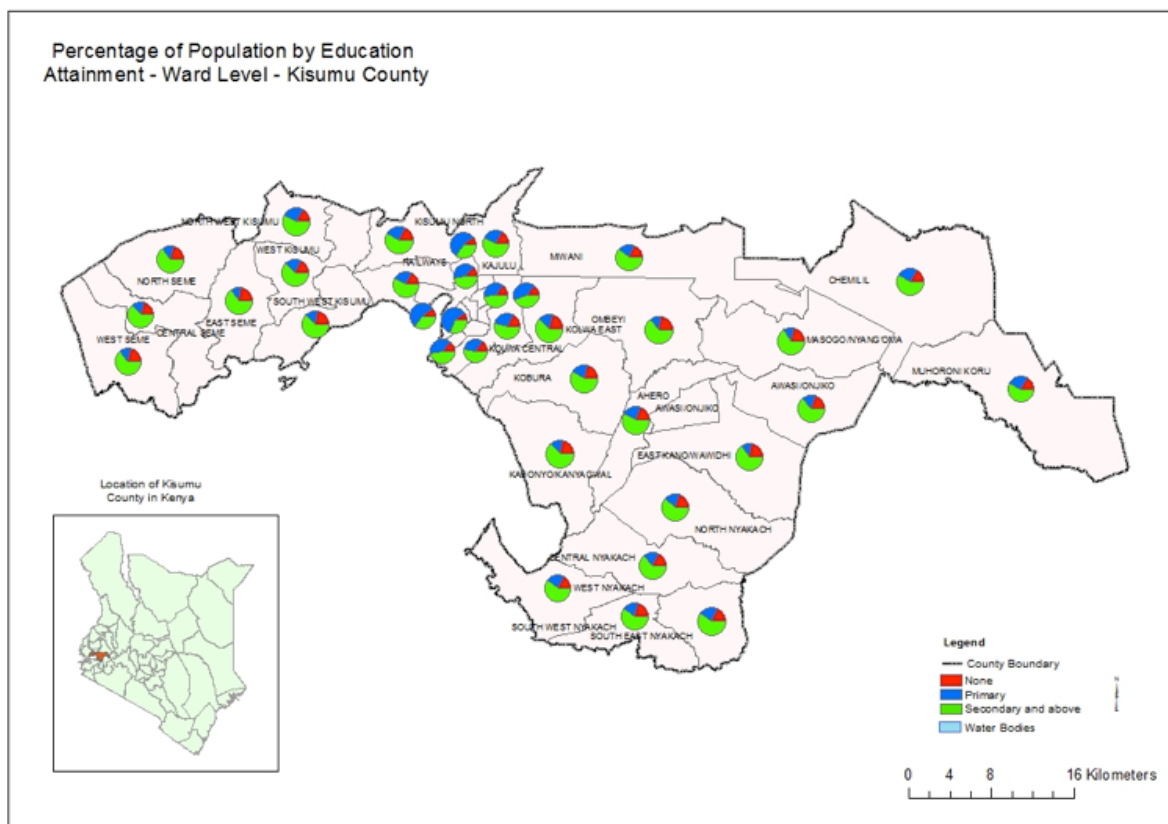 Percentage of Population by Education
Attainment - Ward Level - Kisumu County
NORTH WEST KISUMU
KISUMU NORTH
WEST KISUMU
RAILWAYS
KAJULU
MIWANI
CHEMILIL
NORTH SEME
SOUTH WEST KISUMU
EAST SEME
CENTRAL SEME
WEST SEME
OMBEYI
KOLWA EAST
MASOGO/NYANG'OMA
KOLWA CENTRAL
KOBURA
AWASI/ONJIKO
MUHORONI KORU
AHERO
AWASI/ONJIKO
EAST KANO/WAWIDHI
KABONYO/KANYAGWAL
NORTH NYAKACH
CENTRAL NYAKACH
WEST NYAKACH
SOUTH WEST NYAKACH
SOUTH EAST NYAKACH
Location of Kisumu
County in Kenya
Legend
County Boundary
None
Primary
Secondary and above
Water Bodies
N
0 4 8 16 Kilometers